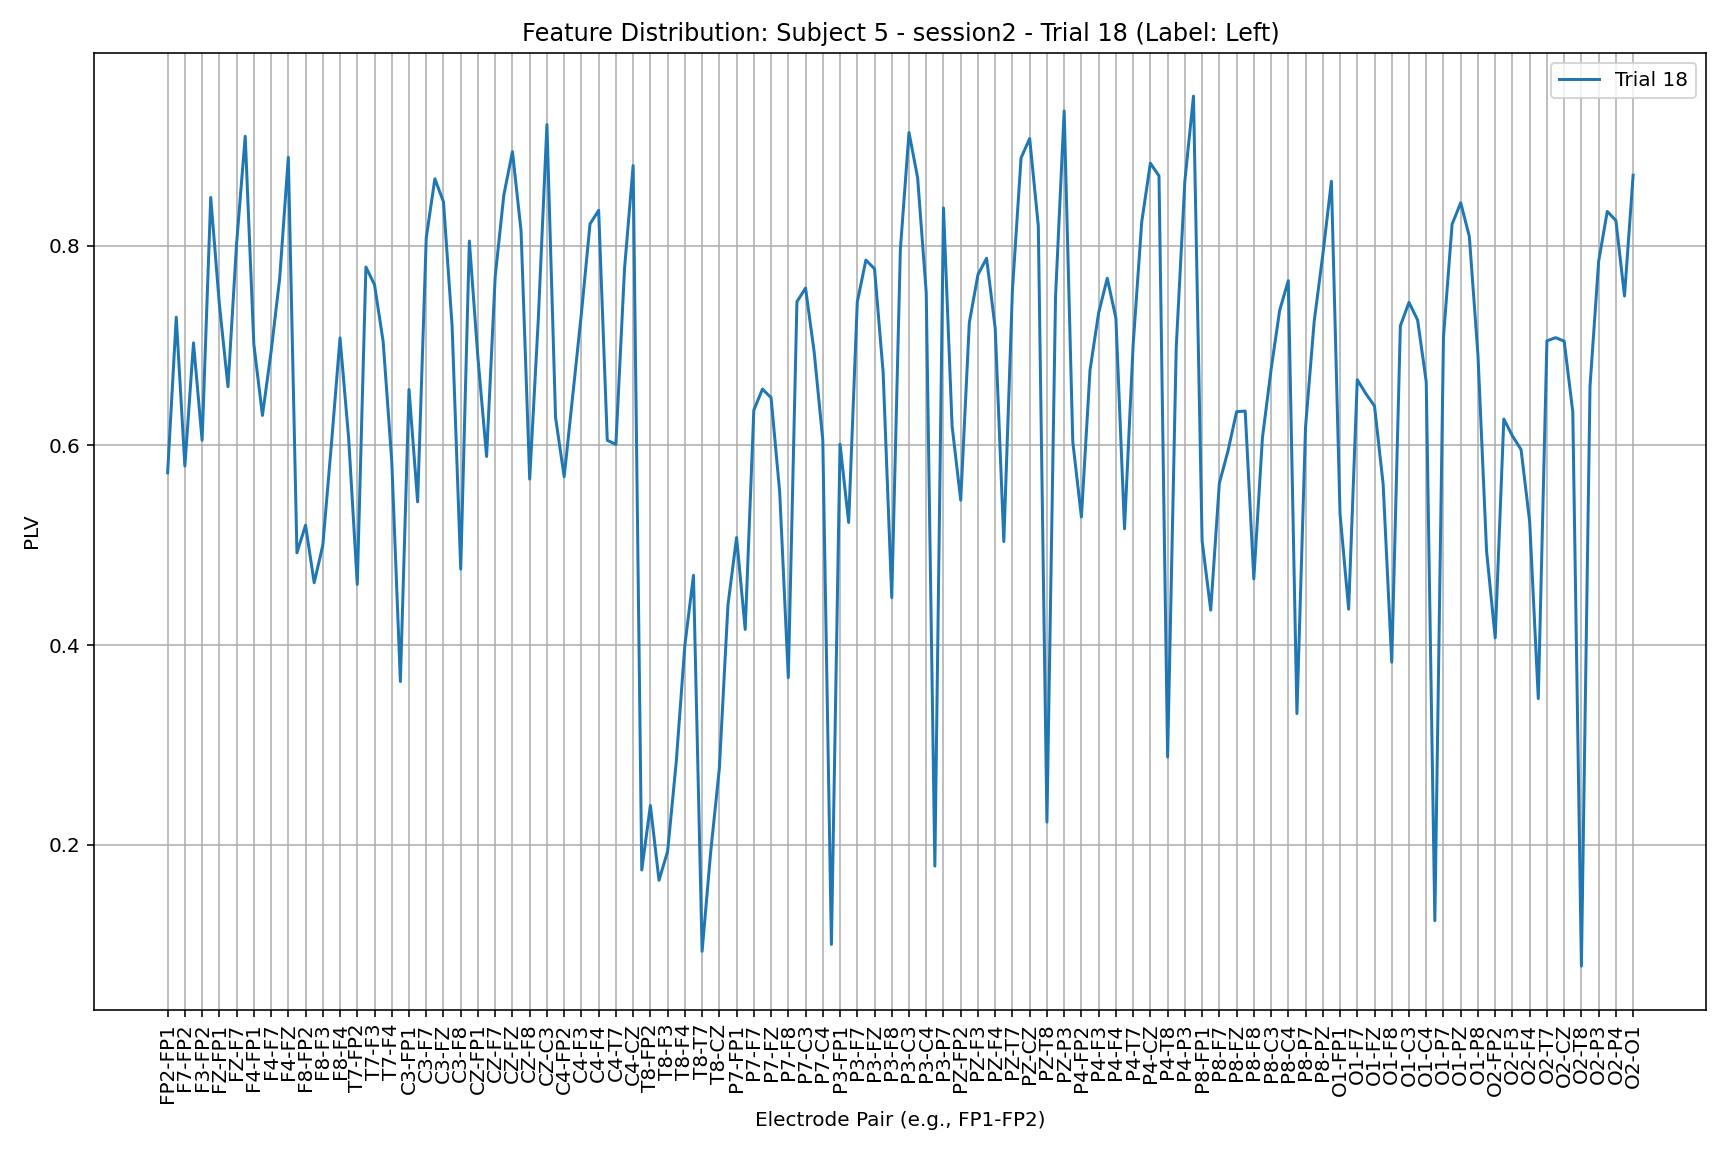 Feature Distribution: Subject 5 - session2 - Trial 18 (Label: Left)
Trial 18
PLV
0.8
0.6
0.4
0.2
FP2-FP1
F7-FP2
F3-FP2
FZ-FP1
FZ-F7
F4-FP1
F4-F7
F4-FZ
F8-FP2
F8-F3
F8-F4
T7-FP2
T7-F3
T7-F4
C3-FP1
C3-F7
C3-FZ
C3-F8
CZ-FP1
CZ-F7
CZ-FZ
CZ-F8
CZ-C3
C4-FP2
C4-F3
C4-F4
C4-T7
C4-CZ
T8-FP2
T8-F3
T8-F4
T8-T7
T8-CZ
P7-FP1
P7-F7
P7-FZ
P7-F8
P7-C3
P7-C4
P3-FP1
P3-F7
P3-FZ
P3-F8
P3-C3
P3-C4
P3-P7
PZ-FP2
PZ-F3
PZ-F4
PZ-T7
PZ-CZ
PZ-T8
PZ-P3
P4-FP2
P4-F3
P4-F4
P4-T7
P4-CZ
P4-T8
P4-P3
P8-FP1
P8-F7
P8-FZ
P8-F8
P8-C3
P8-C4
P8-P7
P8-PZ
O1-FP1
O1-F7
O1-FZ
O1-F8
O1-C3
O1-C4
O1-P7
O1-PZ
O1-P8
O2-FP2
O2-F3
O2-F4
O2-T7
O2-CZ
O2-T8
O2-P3
O2-P4
O2-O1
Electrode Pair (e.g., FP1-FP2)